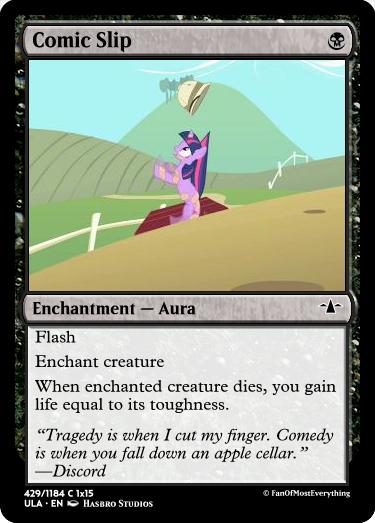 Comic Slip
Enchantment — Aura
Flash
Enchant creature
When enchanted creature dies, you gain
life equal to its toughness.
“Tragedy is when I cut my finger. Comedy
is when you fall down an apple cellar.”
—Discord
429/1184 C 1x15
ULA • EN Hasbro Studios
© FanOfMostEverything